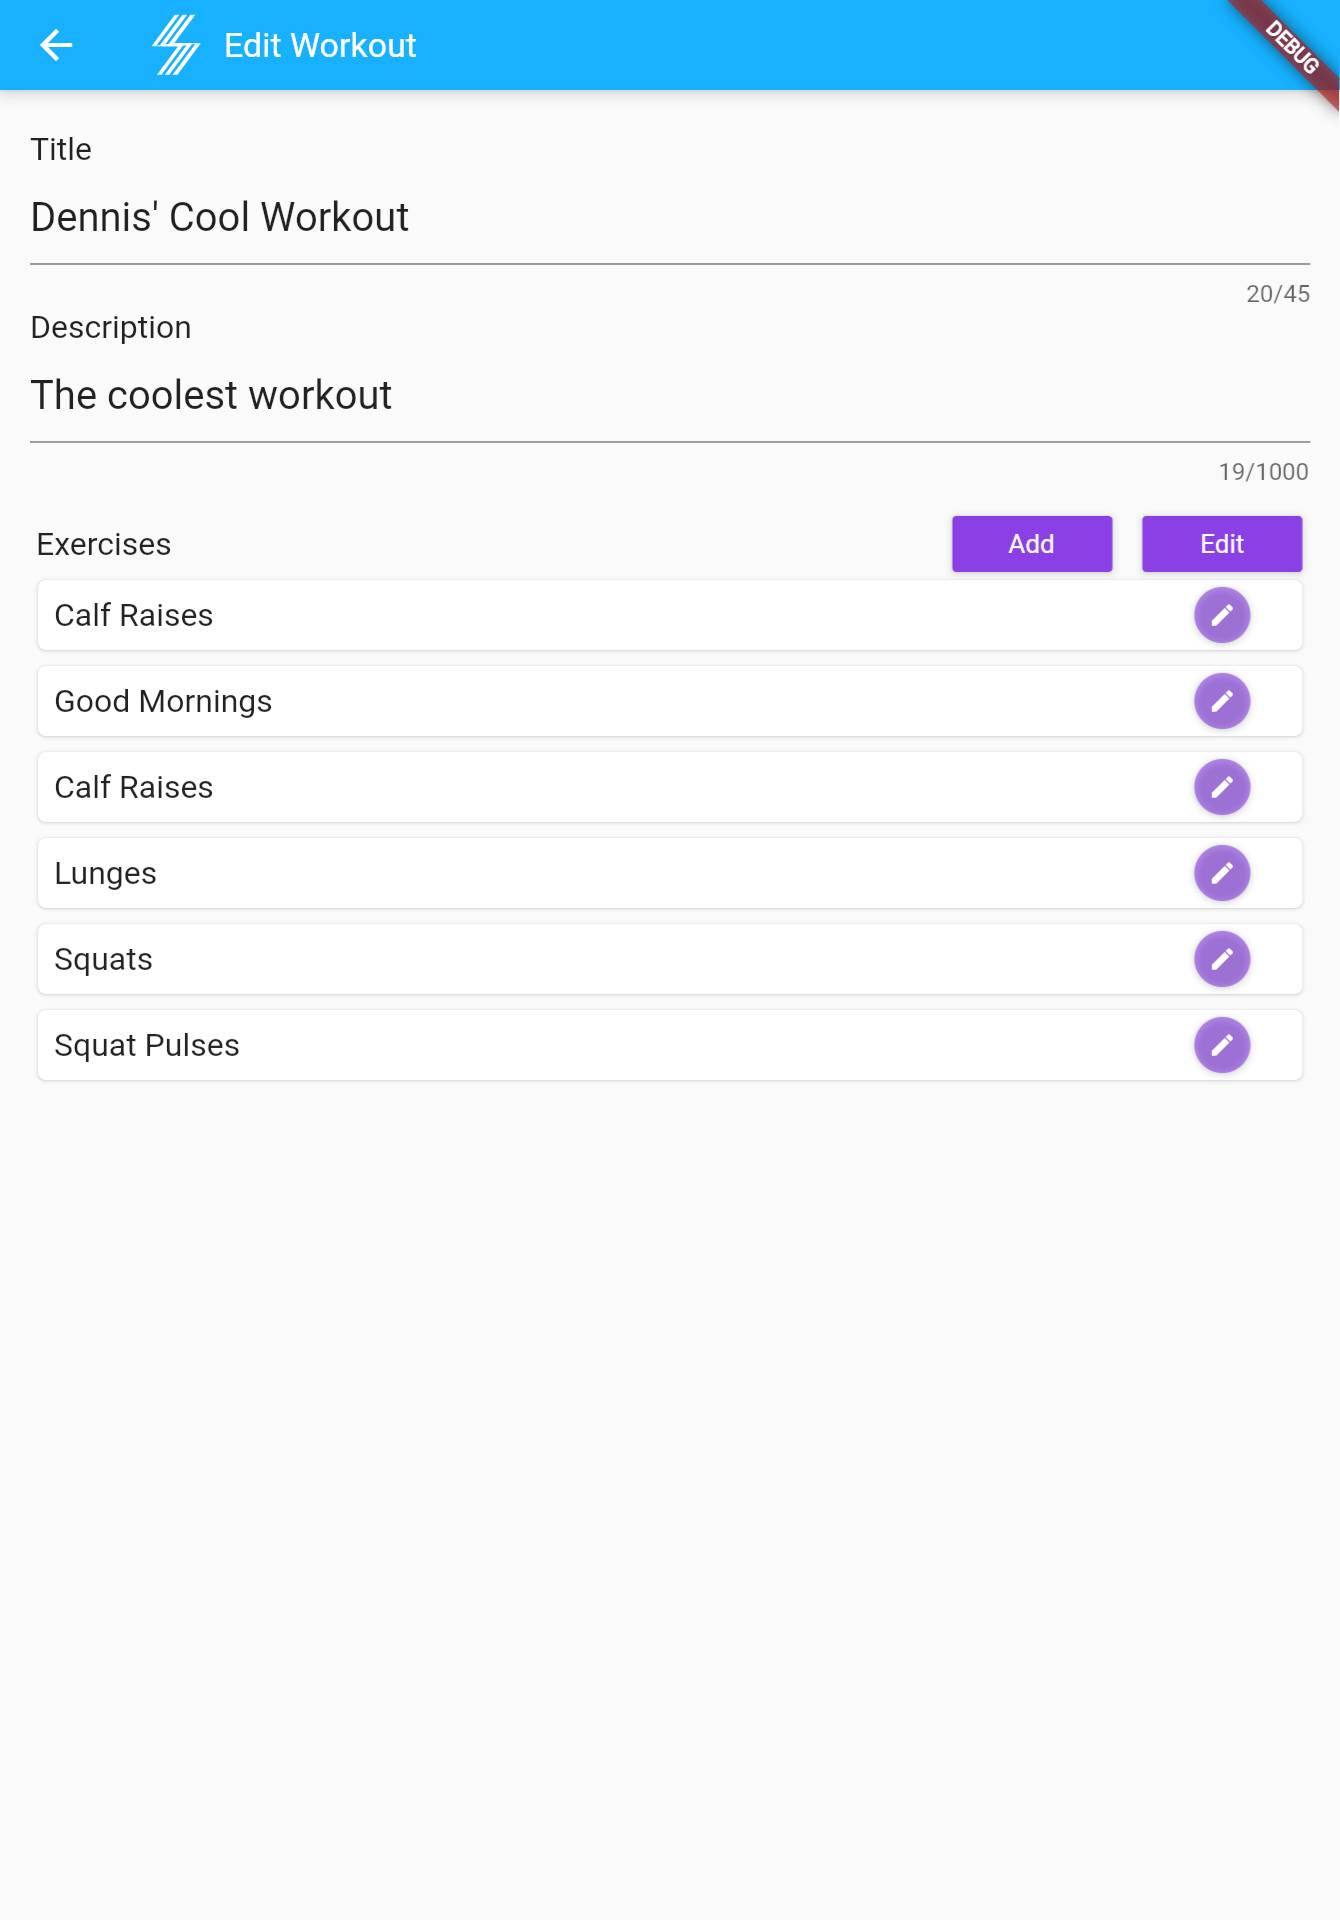 Edit Workout
DEBUG
Title
Dennis' Cool Workout
20/45
Description
The coolest workout
19/1000
Exercises
Add
Edit
Calf Raises
Good Mornings
Calf Raises
Lunges
Squats
Squat Pulses